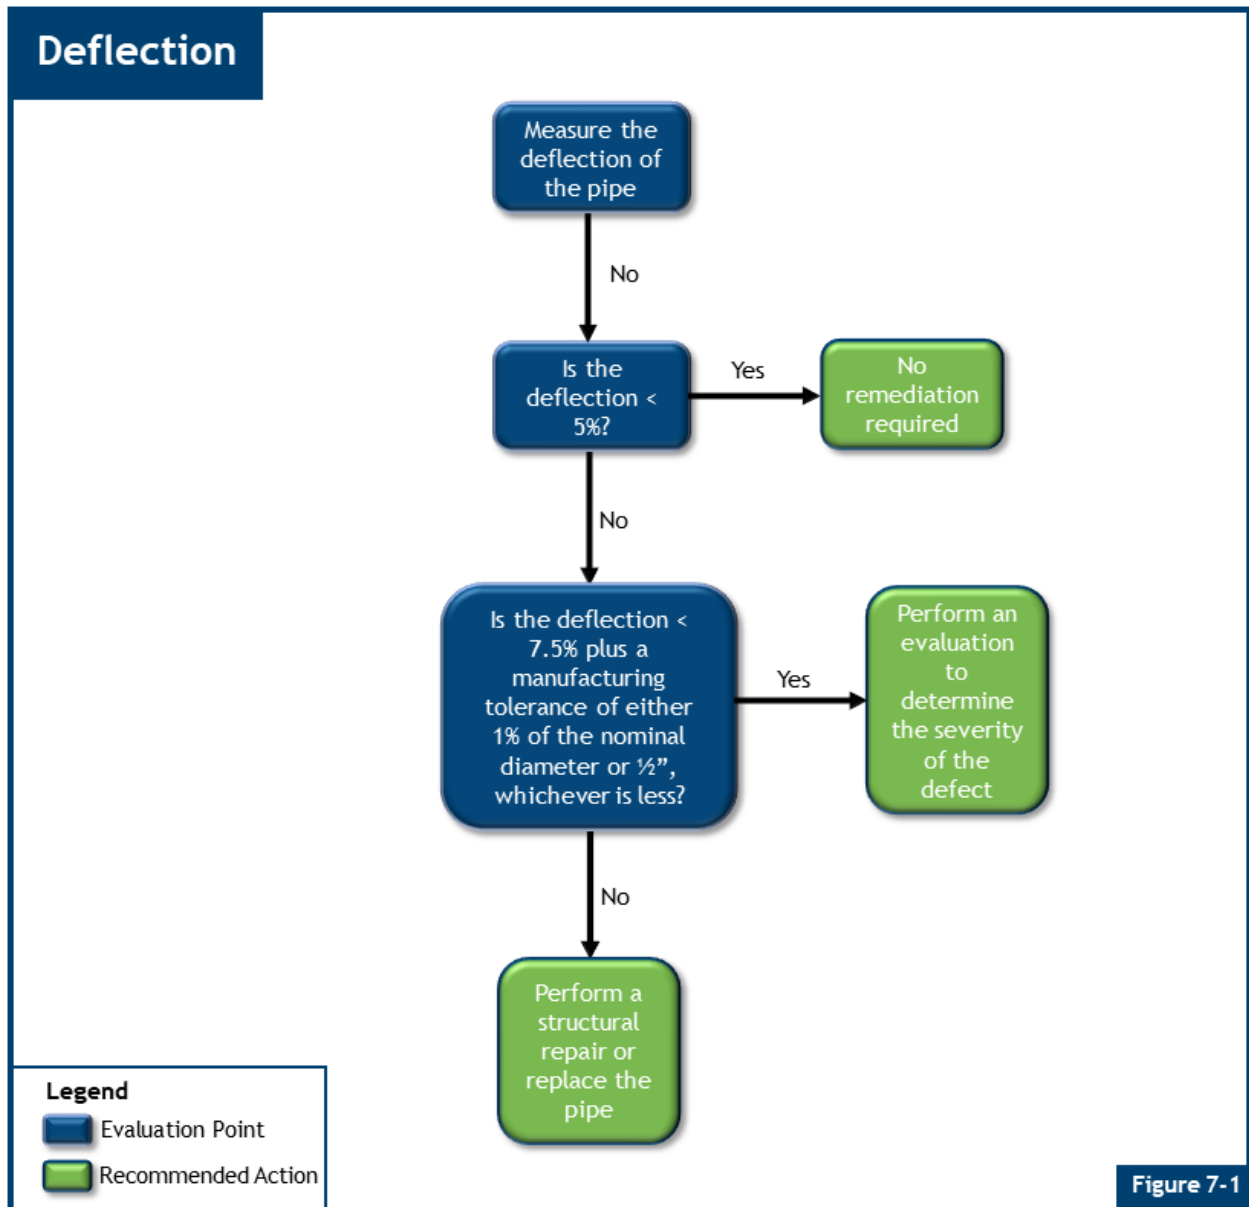 Deflection
Measure the
deflection of
the pipe
No
Is the
deflection <
5%?
Yes
No
remediation
required
No
Is the deflection <
7.5% plus a
manufacturing
tolerance of either
1% of the nominal
diameter or ½”,
whichever is less?
Yes
Perform an
evaluation
to
determine
the severity
of the
defect
No
Perform a
structural
repair or
replace the
pipe
Legend
Evaluation Point
Recommended Action
Figure 7-1